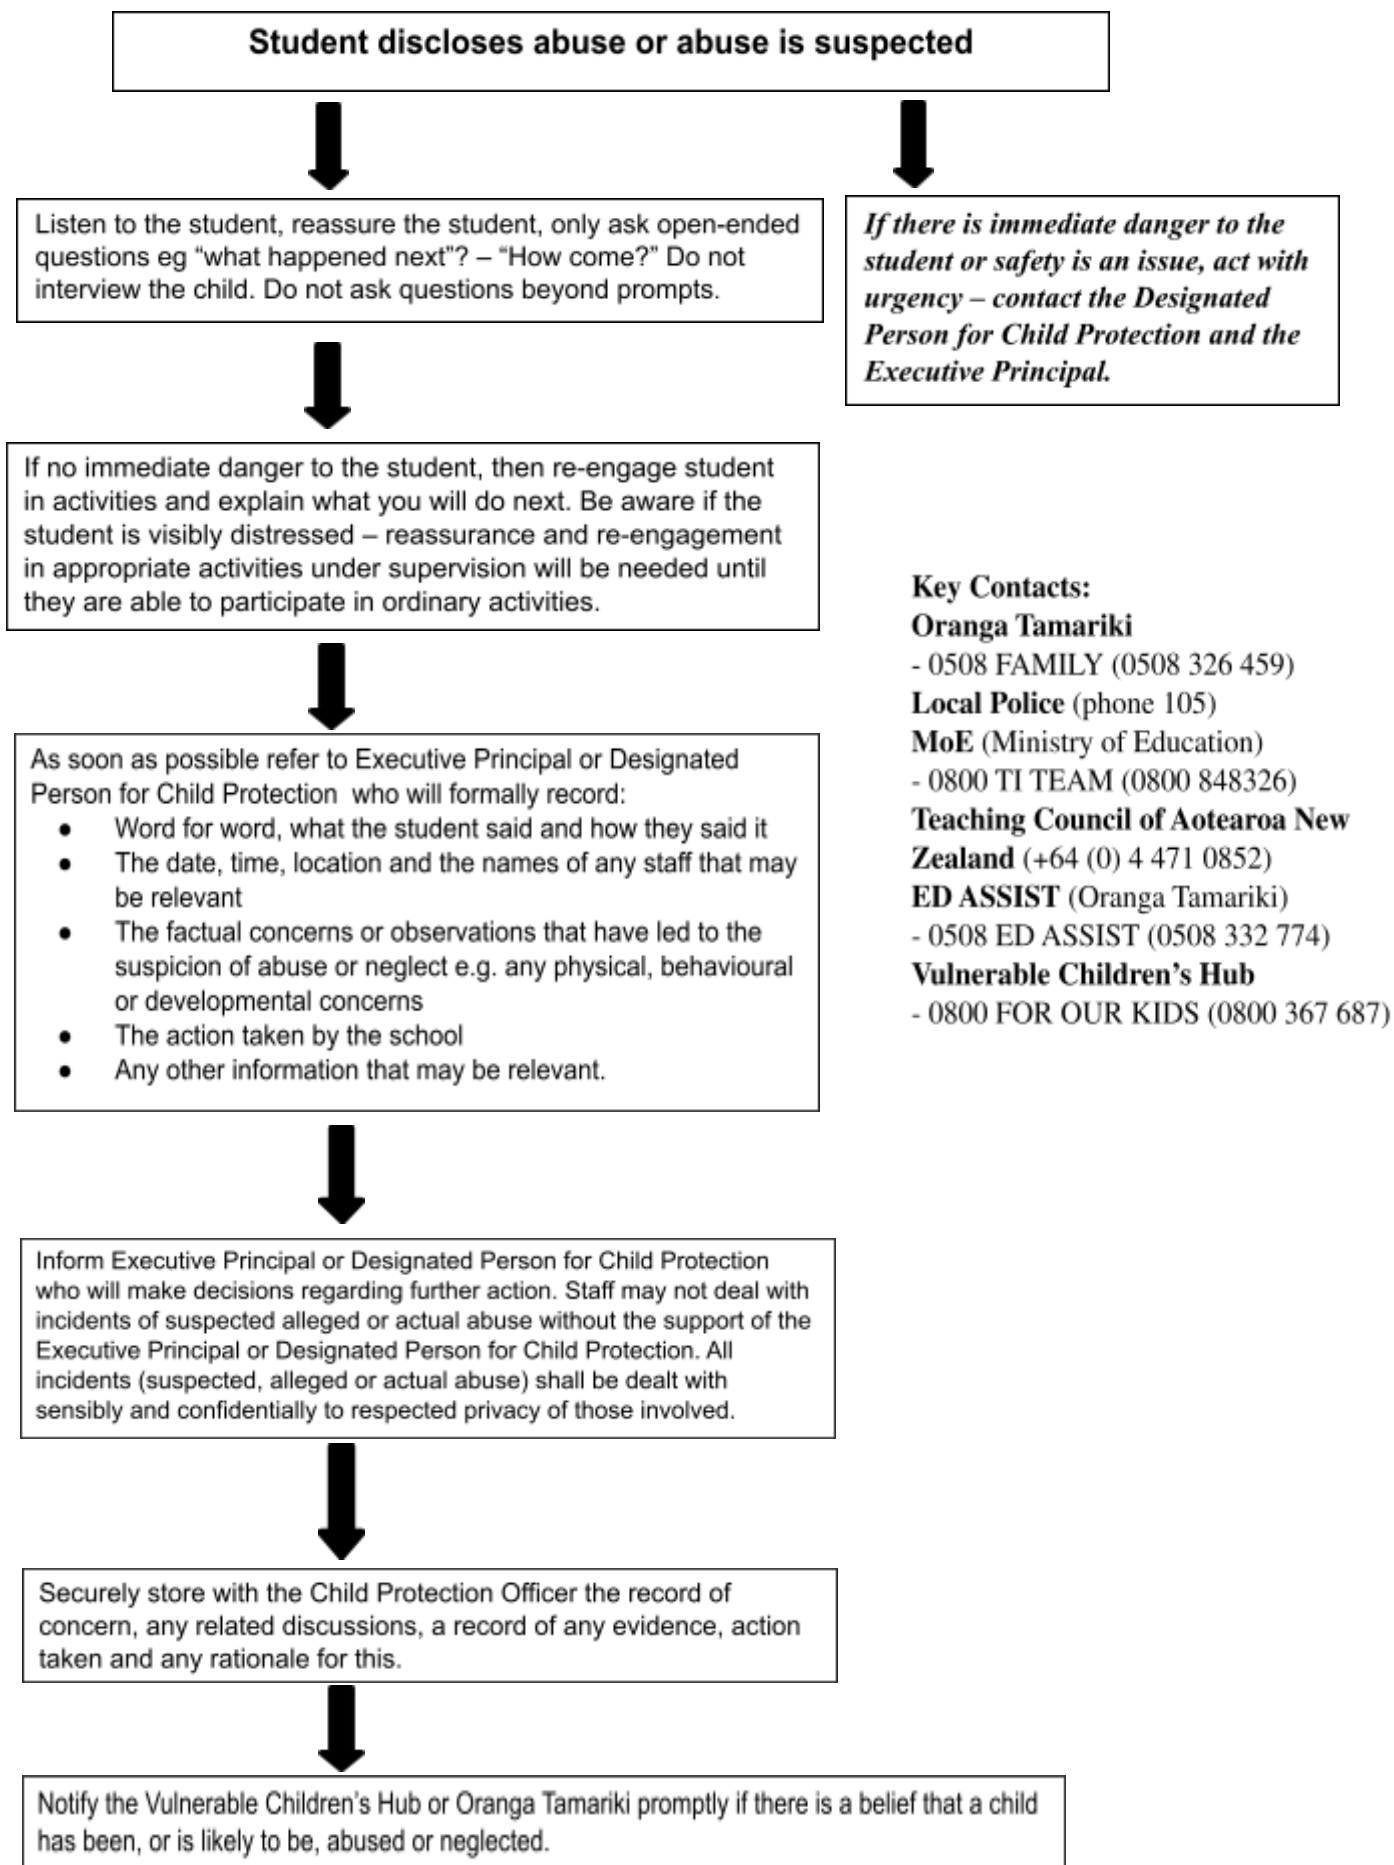 Student discloses abuse or abuse is suspected
Listen to the student, reassure the student, only ask open-ended
questions eg “what happened next”? – “How come?” Do not
interview the child. Do not ask questions beyond prompts.
If there is immediate danger to the
student or safety is an issue, act with
urgency – contact the Designated
Person for Child Protection and the
Executive Principal.
If no immediate danger to the student, then re-engage student
in activities and explain what you will do next. Be aware if the
student is visibly distressed – reassurance and re-engagement
in appropriate activities under supervision will be needed until
they are able to participate in ordinary activities.
Key Contacts:
Oranga Tamariki
- 0508 FAMILY (0508 326 459)
Local Police (phone 105)
MoE (Ministry of Education)
- 0800 TI TEAM (0800 848326)
Teaching Council of Aotearoa New
Zealand (+64 (0) 4 471 0852)
ED ASSIST (Oranga Tamariki)
- 0508 ED ASSIST (0508 332 774)
Vulnerable Children’s Hub
- 0800 FOR OUR KIDS (0800 367 687)
As soon as possible refer to Executive Principal or Designated
Person for Child Protection who will formally record:
● Word for word, what the student said and how they said it
● The date, time, location and the names of any staff that may
be relevant
● The factual concerns or observations that have led to the
suspicion of abuse or neglect e.g. any physical, behavioural
or developmental concerns
● The action taken by the school
● Any other information that may be relevant.
Inform Executive Principal or Designated Person for Child Protection
who will make decisions regarding further action. Staff may not deal with
incidents of suspected alleged or actual abuse without the support of the
Executive Principal or Designated Person for Child Protection. All
incidents (suspected, alleged or actual abuse) shall be dealt with
sensibly and confidentially to respected privacy of those involved.
Securely store with the Child Protection Officer the record of
concern, any related discussions, a record of any evidence, action
taken and any rationale for this.
Notify the Vulnerable Children’s Hub or Oranga Tamariki promptly if there is a belief that a child
has been, or is likely to be, abused or neglected.